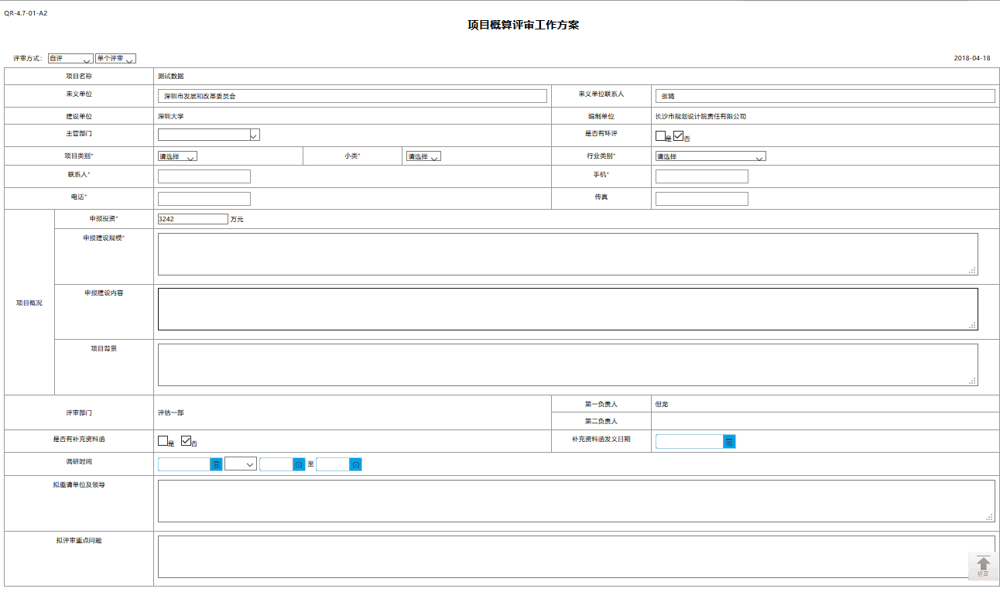 QR-4.7-01-A2
项目概算评审工作方案
评审方式： 自评 单个评审 2018-04-18
项目名称 测试数据
来文单位 深圳市发展和改革委员会 来文单位联系人 张璐
建设单位 深圳大学 编制单位 长沙市规划设计院责任有限公司
主管部门 是否有环评 是 否
项目类别* 请选择 小类* 请选择 行业类别* 请选择
联系人* 手机*
电话* 传真
项目概况
申报投资* 3242 万元
申报建设规模*
申报建设内容
项目背景
评审部门 评估一部 第一负责人 但龙
第二负责人
是否有补充资料函 是 否 补充资料函发文日期
调研时间 至
拟邀请单位及领导
拟评审重点问题
返回